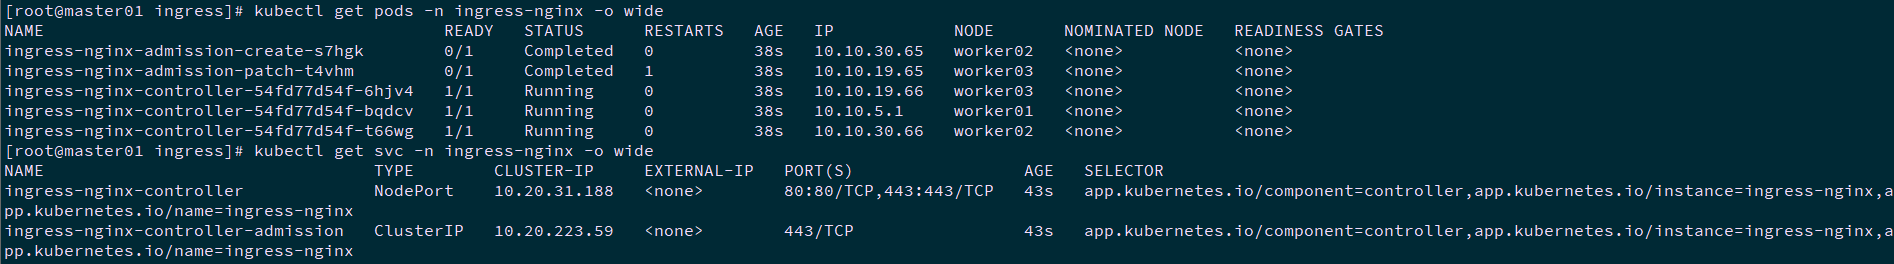 [root@master01 ingress]# kubectl get pods -n ingress-nginx -o wide
NAME                                        READY   STATUS      RESTARTS   AGE   IP            NODE       NOMINATED NODE   READINESS GATES
ingress-nginx-admission-create-s7hgk        0/1     Completed   0          38s   10.10.30.65   worker02   <none>           <none>
ingress-nginx-admission-patch-t4vhm         0/1     Completed   1          38s   10.10.19.65   worker03   <none>           <none>
ingress-nginx-controller-54fd77d54f-6hjv4   1/1     Running     0          38s   10.10.19.66   worker03   <none>           <none>
ingress-nginx-controller-54fd77d54f-bqdcv   1/1     Running     0          38s   10.10.5.1     worker01   <none>           <none>
ingress-nginx-controller-54fd77d54f-t66wg   1/1     Running     0          38s   10.10.30.66   worker02   <none>           <none>
[root@master01 ingress]# kubectl get svc -n ingress-nginx -o wide
NAME                                 TYPE        CLUSTER-IP     EXTERNAL-IP   PORT(S)                 AGE   SELECTOR
ingress-nginx-controller             NodePort    10.20.31.188   <none>        80:80/TCP,443:443/TCP   43s   app.kubernetes.io/component=controller,app.kubernetes.io/instance=ingress-nginx,a
pp.kubernetes.io/name=ingress-nginx
ingress-nginx-controller-admission   ClusterIP   10.20.223.59   <none>        443/TCP                 43s   app.kubernetes.io/component=controller,app.kubernetes.io/instance=ingress-nginx,a
pp.kubernetes.io/name=ingress-nginx